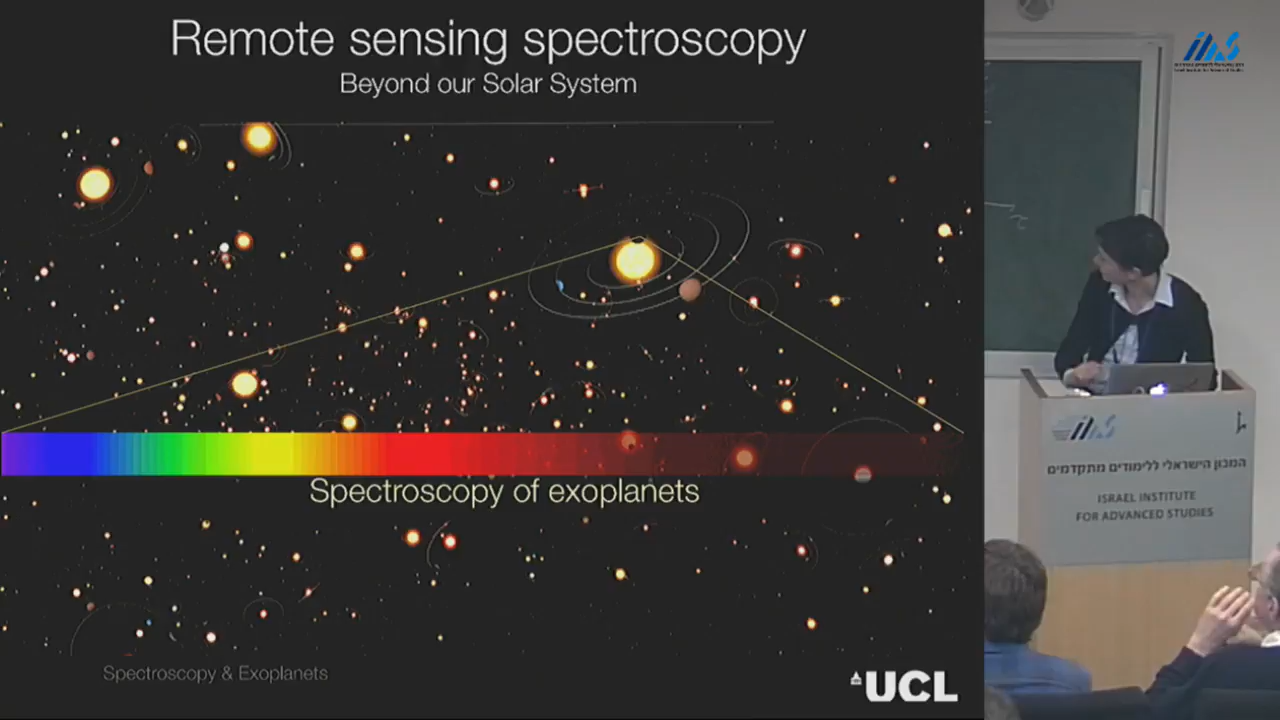 Remote sensing spectroscopy
Beyond our Solar System
Spectroscopy of exoplanets
Spectroscopy & Exoplanets
UCL
המכון הישראלי ללימודים מתקדמים
ISRAEL INSTITUTE
FOR ADVANCED STUDIES